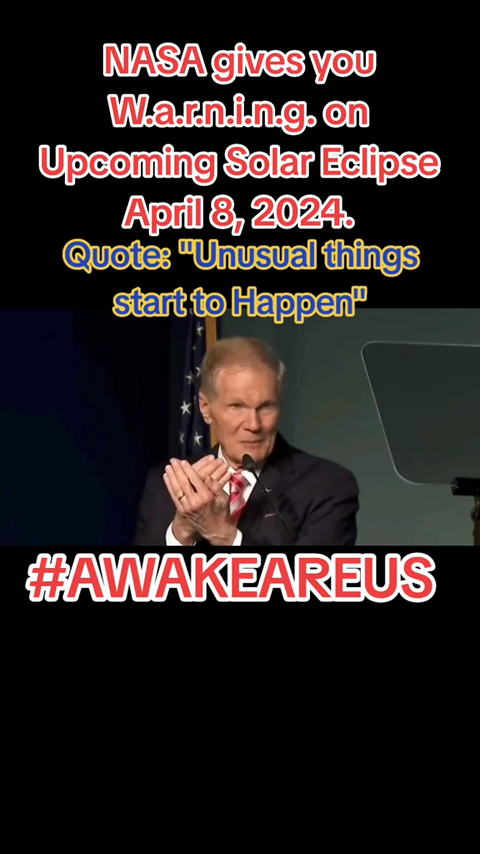 NASA gives you
W.a.r.n.i.n.g. on
Upcoming Solar Eclipse
April 8, 2024.
Quote: "Unusual things
start to Happen"
#AWAKEAREUS